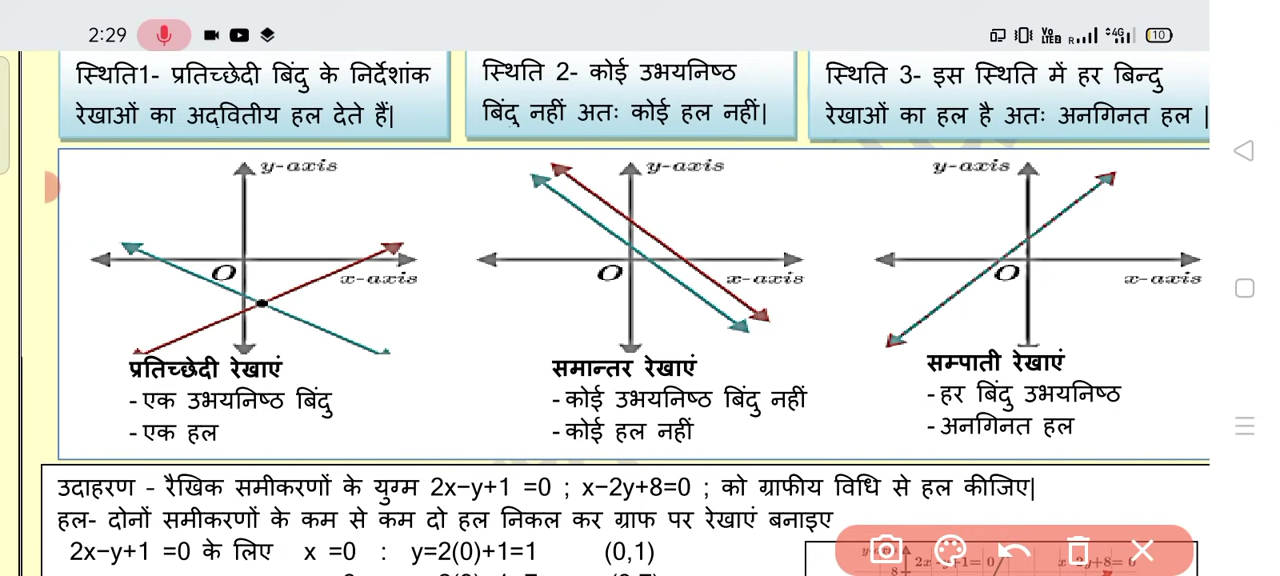 2:29
स्थिति1- प्रतिच्छेदी बिंदु के निर्देशांक
रेखाओं का अद्वितीय हल देते हैं|
स्थिति 2- कोई उभयनिष्ठ
बिंदु नहीं अतः कोई हल नहीं|
स्थिति 3- इस स्थिति में हर बिन्दु
रेखाओं का हल है अतः अनगिनत हल |
y-axis
O
x-axis
प्रतिच्छेदी रेखाएं
- एक उभयनिष्ठ बिंदु
- एक हल
y-axis
O
x-axis
समान्तर रेखाएं
- कोई उभयनिष्ठ बिंदु नहीं
- कोई हल नहीं
y-axis
O
x-axis
सम्पाती रेखाएं
- हर बिंदु उभयनिष्ठ
- अनगिनत हल
उदाहरण - रैखिक समीकरणों के युग्म 2x−y+1 =0 ; x−2y+8=0 ; को ग्राफीय विधि से हल कीजिए|
हल- दोनों समीकरणों के कम से कम दो हल निकल कर ग्राफ पर रेखाएं बनाइए
2x−y+1 =0 के लिए x =0 : y=2(0)+1=1 (0,1)